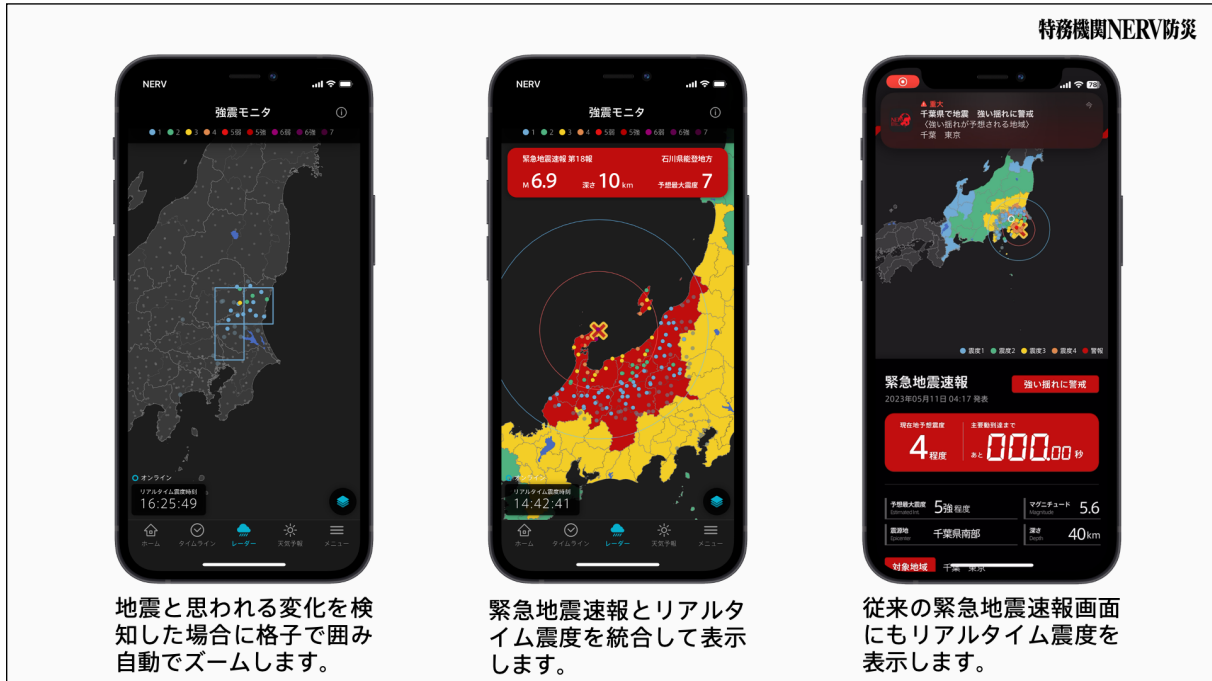 特務機関NERV防災
NERV
強震モニタ
1 2 3 4 5弱 5強 6弱 6強 7
オンライン
リアルタイム震度時刻
16:25:49
ホーム タイムライン レーダー 天気予報 メニュー
地震と思われる変化を検
知した場合に格子で囲み
自動でズームします。
NERV
強震モニタ
1 2 3 4 5弱 5強 6弱 6強 7
緊急地震速報 第18報 石川県能登地方
M 6.9 深さ 10 km 予想最大震度 7
オンライン
リアルタイム震度時刻
14:42:41
ホーム タイムライン レーダー 天気予報 メニュー
緊急地震速報とリアルタ
イム震度を統合して表示
します。
78
重大
千葉県で地震 強い揺れに警戒
〈強い揺れが予想される地域〉
千葉 東京
震度1 震度2 震度3 震度4 警報
緊急地震速報 強い揺れに警戒
2023年05月11日 04:17 発表
現在地予想震度 主要動到達まで
4程度 あと 000.00 秒
予想最大震度 5強 程度 マグニチュード 5.6
Estimated Int. Magnitude
震源地 千葉県南部 深さ 40km
Epicenter Depth
対象地域 千葉 東京
従来の緊急地震速報画面
にもリアルタイム震度を
表示します。